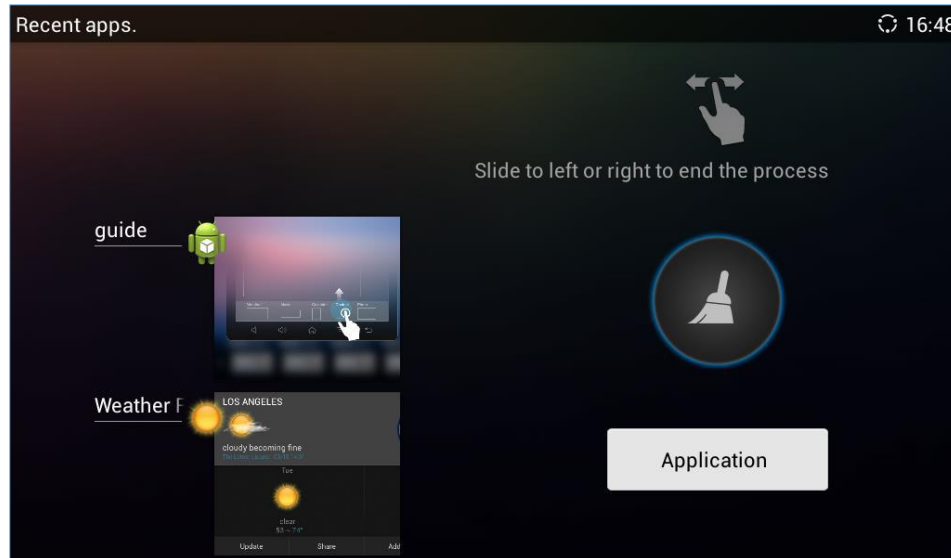 Recent apps.
16:48
Slide to left or right to end the process
guide
Weather
LOS ANGELES
cloudy becoming fine
Tue
clear
Update
Share
Add
Application